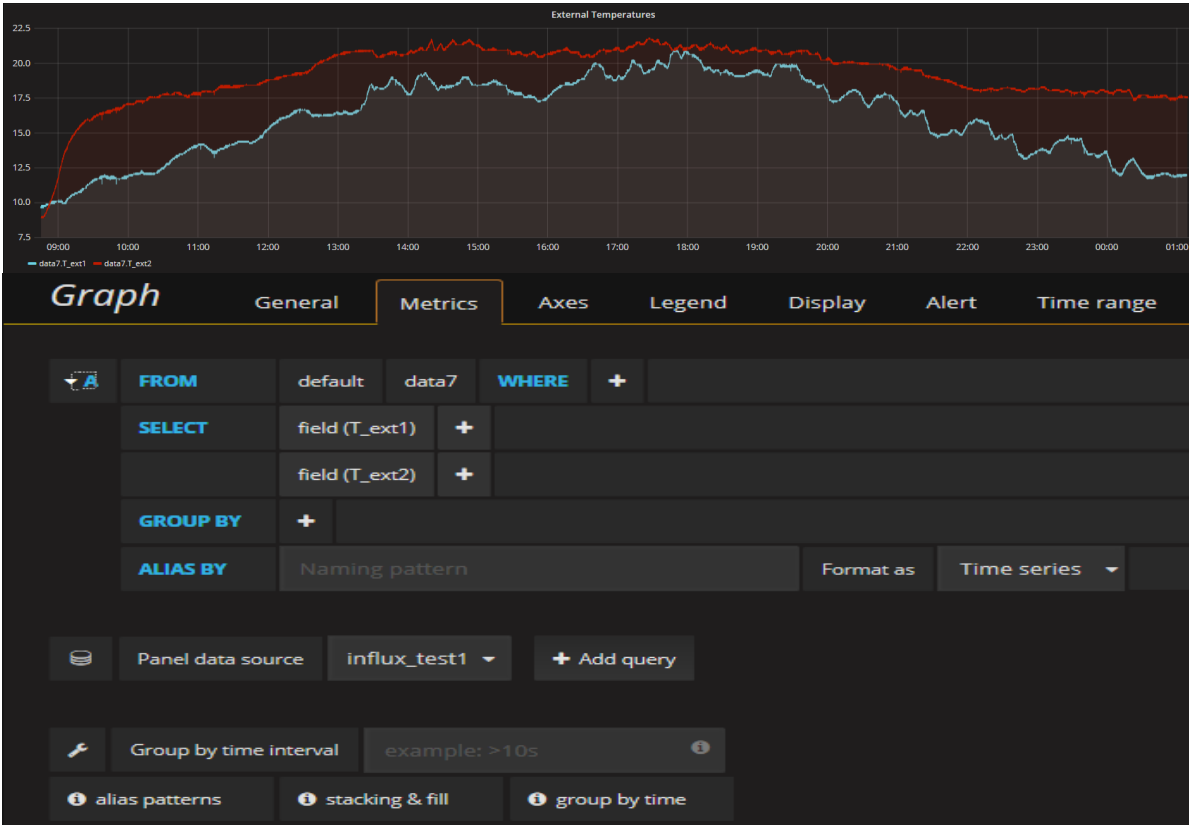 External Temperatures
22.5
20.0
17.5
15.0
12.5
10.0
7.5
09:00 10:00 11:00 12:00 13:00 14:00 15:00 16:00 17:00 18:00 19:00 20:00 21:00 22:00 23:00 00:00 01:00
data7.T_ext1 data7.T_ext2
Graph General Metrics Axes Legend Display Alert Time range
A FROM default data7 WHERE +
SELECT field (T_ext1) +
field (T_ext2) +
GROUP BY +
ALIAS BY Naming pattern Format as Time series
Panel data source influx_test1 + Add query
Group by time interval example: >10s
alias patterns stacking & fill group by time